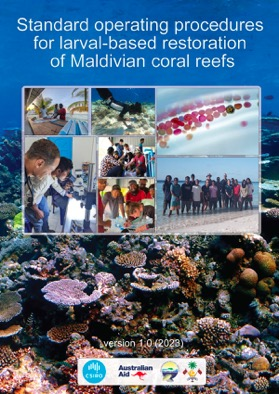 Standard operating procedures
for larval-based restoration
of Maldivian coral reefs
version 1.0 (2023)
CSIRO
Australian
Aid